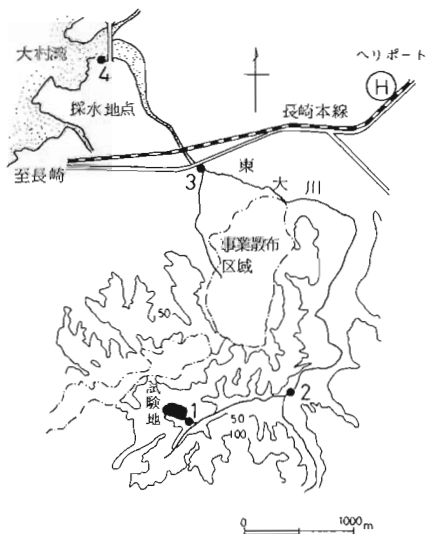 ヘリポート
大村湾
4
H
採水地点
長崎本線
至長崎
3
東大川
事業散布
区域
50
試験地
1
2
50
100
0 1000m